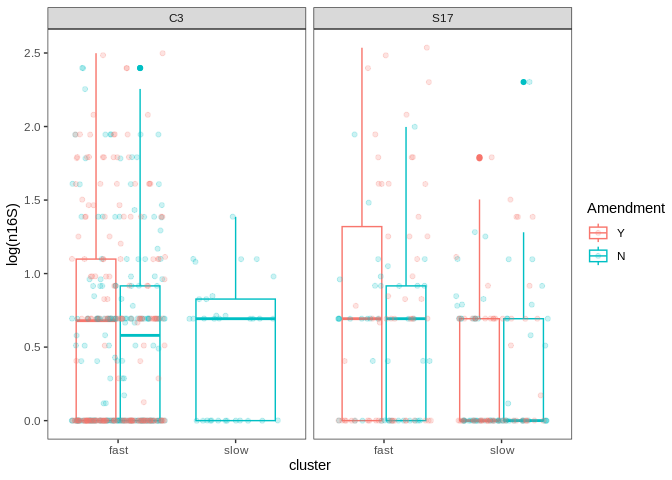 C3
S17
2.5
2.0
1.5
1.0
0.5
0.0
log(n16S)
fast
slow
fast
slow
cluster
Amendment
Y
N